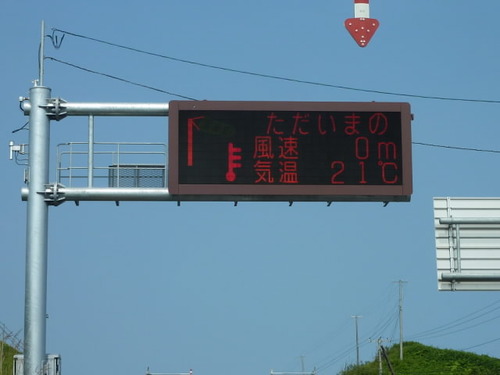 ただいまの
風速 0m
気温 21℃